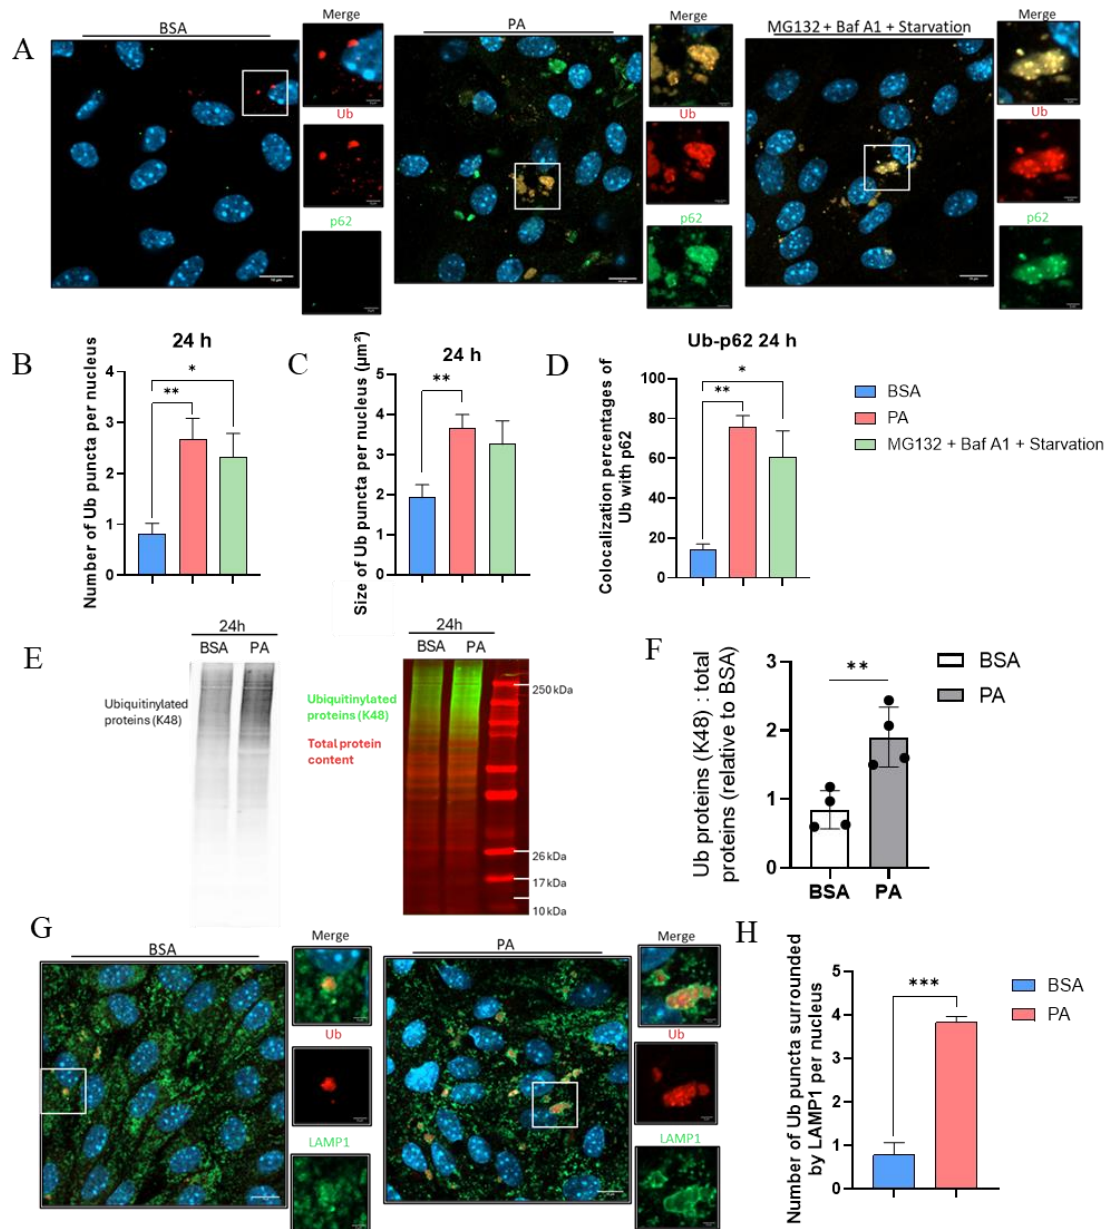 A
BSA
Merge
Ub
p62
PA
Merge
Ub
p62
MG132 + Baf A1 + Starvation
Merge
Ub
p62
B
24 h
Number of Ub puncta per nucleus
4
3
2
1
0
**
*
C
24 h
Size of Ub puncta per nucleus (µm²)
5
4
3
2
1
0
**
D
Ub-p62 24 h
Colocalization percentages of
Ub with p62
100
80
60
40
20
0
**
*
BSA
PA
MG132 + Baf A1 + Starvation
E
24h
BSA PA
Ubiquitinylated
proteins (K48)
24h
BSA PA
Ubiquitinylated
proteins (K48)
Total protein
content
250 kDa
26 kDa
17 kDa
10 kDa
F
Ub proteins (K48) : total
proteins (relative to BSA)
3
2
1
0
**
BSA
PA
BSA
PA
G
BSA
Merge
Ub
LAMP1
PA
Merge
Ub
LAMP1
H
Number of Ub puncta surrounded
by LAMP1 per nucleus
5
4
3
2
1
0
***
BSA
PA